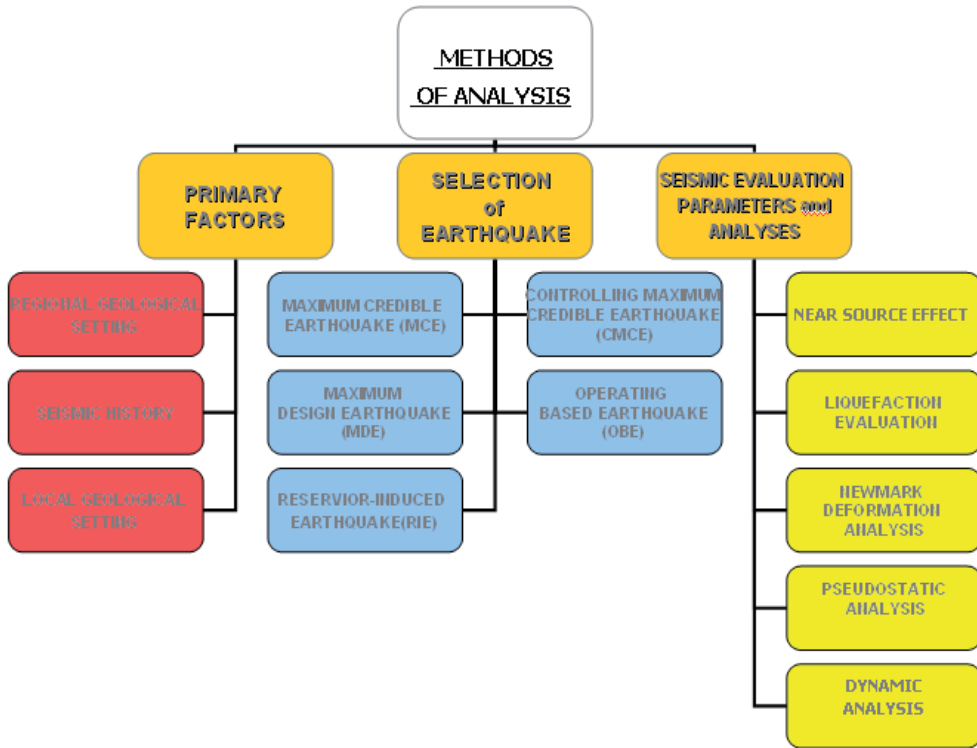 METHODS
OF ANALYSIS
PRIMARY
FACTORS
SELECTION
of
EARTHQUAKE
SEISMIC EVALUATION
PARAMETERS and
ANALYSES
REGIONAL GEOLOGICAL
SETTING
SEISMIC HISTORY
LOCAL GEOLOGICAL
SETTING
MAXIMUM CREDIBLE
EARTHQUAKE (MCE)
CONTROLLING MAXIMUM
CREDIBLE EARTHQUAKE
(CMCE)
MAXIMUM
DESIGN EARTHQUAKE
(MDE)
OPERATING
BASED EARTHQUAKE
(OBE)
RESERVIOR-INDUCED
EARTHQUAKE(RIE)
NEAR SOURCE EFFECT
LIQUEFACTION
EVALUATION
NEWMARK
DEFORMATION
ANALYSIS
PSEUDOSTATIC
ANALYSIS
DYNAMIC
ANALYSIS